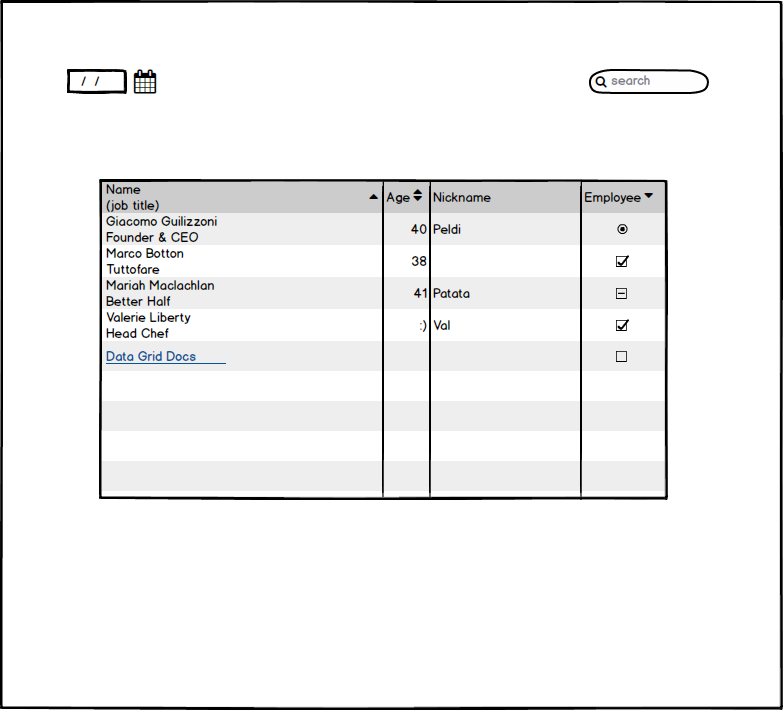 / /
search
Name
(job title)
Age
Nickname
Employee
Giacomo Guilizzoni
Founder & CEO
40
Peldi
Marco Botton
Tuttofare
38
Mariah Maclachlan
Better Half
41
Patata
Valerie Liberty
Head Chef
:)
Val
Data Grid Docs